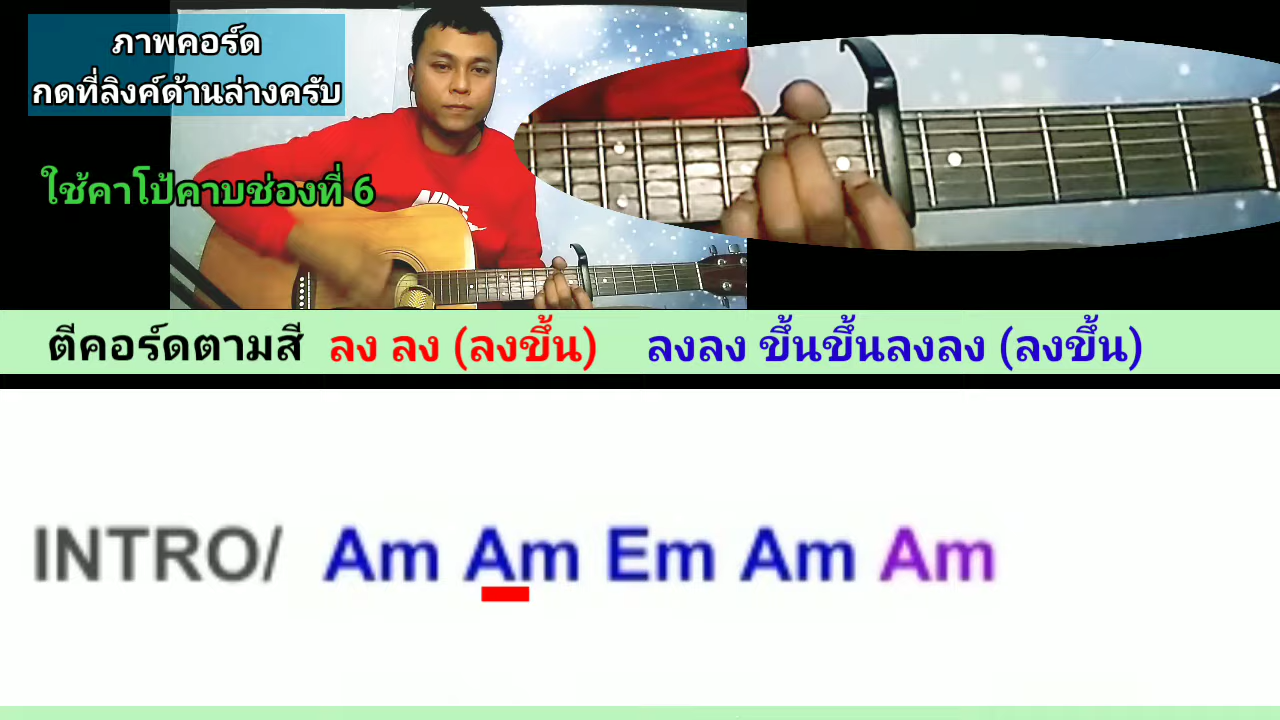 ภาพคอร์ด
กดที่ลิงค์ด้านล่างครับ
ใช้คาโป้คาบช่องที่ 6
ตีคอร์ดตามสี ลง ลง (ลงขึ้น) ลงลง ขึ้นขึ้นลงลง (ลงขึ้น)
INTRO/ Am Am Em Am Am